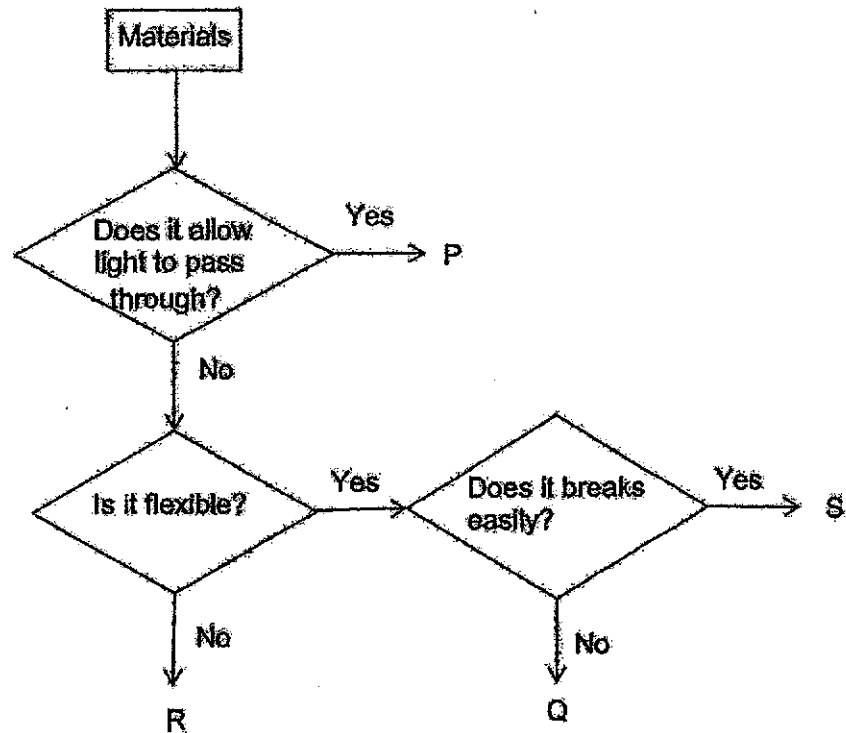 Materials
Does it allow
light to pass
through?
Yes
P
No
Is it flexible?
Yes
Does it breaks
easily?
Yes
S
No
R
No
Q